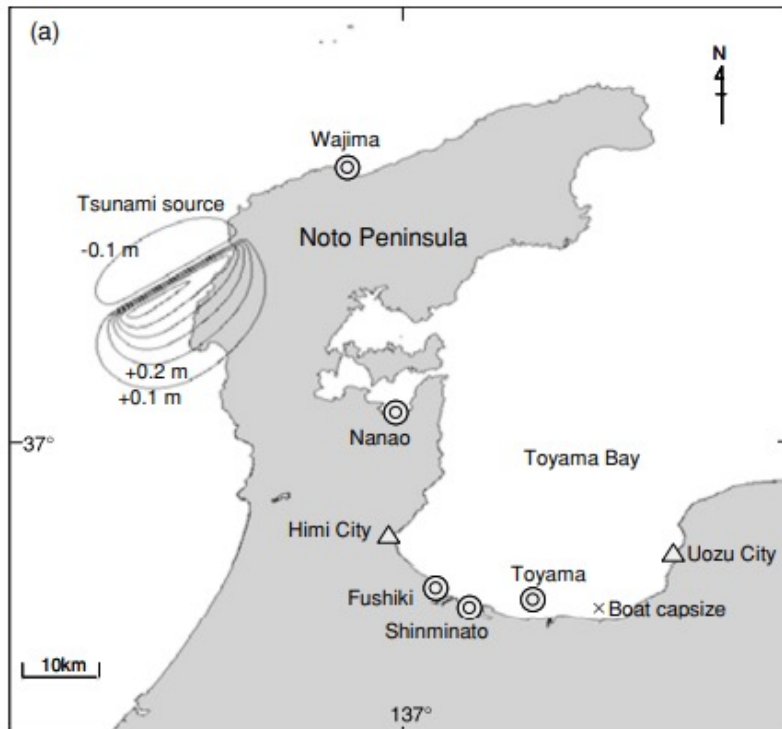 (a)
N
4
Wajima
Tsunami source
-0.1 m
Noto Peninsula
+0.2 m
+0.1 m
Nanao
37°
Toyama Bay
Himi City
Uozu City
Toyama
Fushiki
Boat capsize
Shinminato
10km
137°